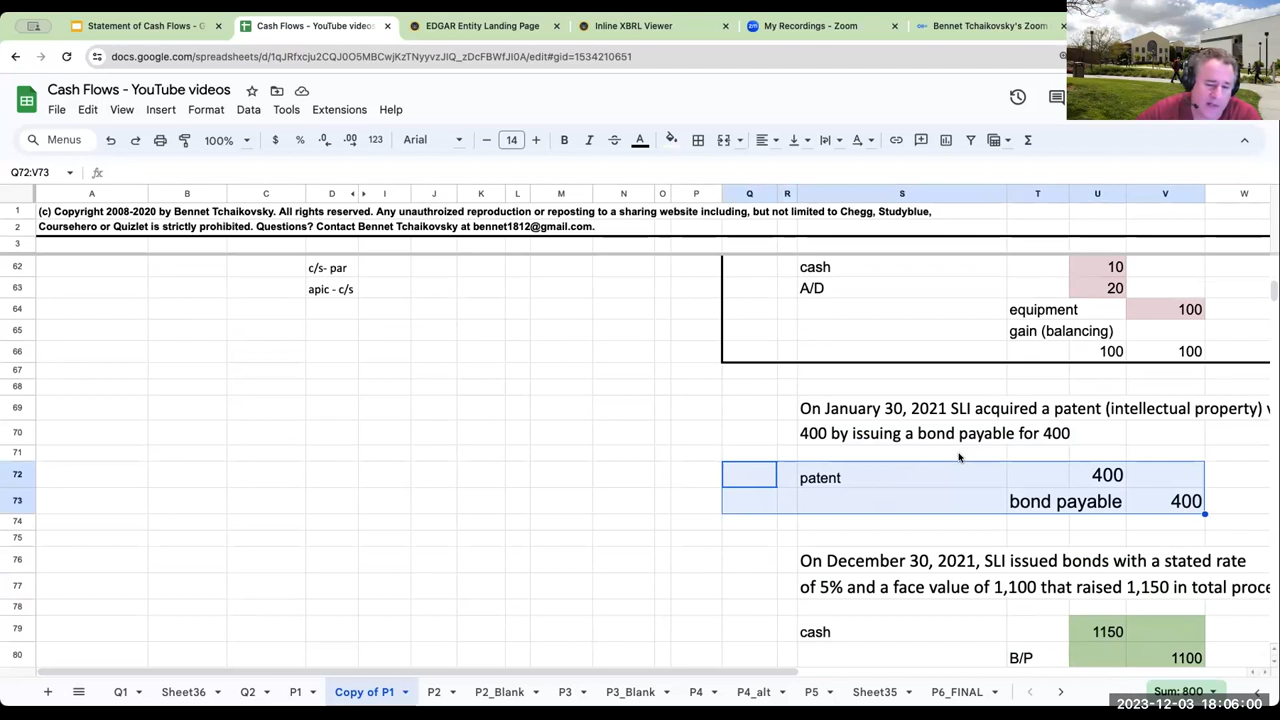 Statement of Cash Flows - G
Cash Flows - YouTube videos
EDGAR Entity Landing Page
Inline XBRL Viewer
My Recordings - Zoom
Bennet Tchaikovsky's Zoom
docs.google.com/spreadsheets/d/1qJRfxcju2CQJ0O5MBCwjKzTNyyvzJIQ_zDcFBWfJI0A/edit#gid=1534210651
Cash Flows - YouTube videos
File Edit View Insert Format Data Tools Extensions Help
Menus 100% $ % .0 .00 123 Arial 14 B I A
Q72:V73 fx
A B C D I J K L M N O P Q R S T U V W
1 (c) Copyright 2008-2020 by Bennet Tchaikovsky. All rights reserved. Any unauthroized reproduction or reposting to a sharing website including, but not limited to Chegg, Studyblue,
2 Coursehero or Quizlet is strictly prohibited. Questions? Contact Bennet Tchaikovsky at bennet1812@gmail.com.
3
62 c/s- par cash 10
63 apic - c/s A/D 20
64 equipment 100
65 gain (balancing)
66 100 100
67
68
69 On January 30, 2021 SLI acquired a patent (intellectual property)
70 400 by issuing a bond payable for 400
71
72 patent 400
73 bond payable 400
74
75
76 On December 30, 2021, SLI issued bonds with a stated rate
77 of 5% and a face value of 1,100 that raised 1,150 in total proce
78
79 cash 1150
80 B/P 1100
Q1 Sheet36 Q2 P1 Copy of P1 P2 P2_Blank P3 P3_Blank P4 P4_alt P5 Sheet35 P6_FINAL Sum: 800
2023-12-03 18:06:00